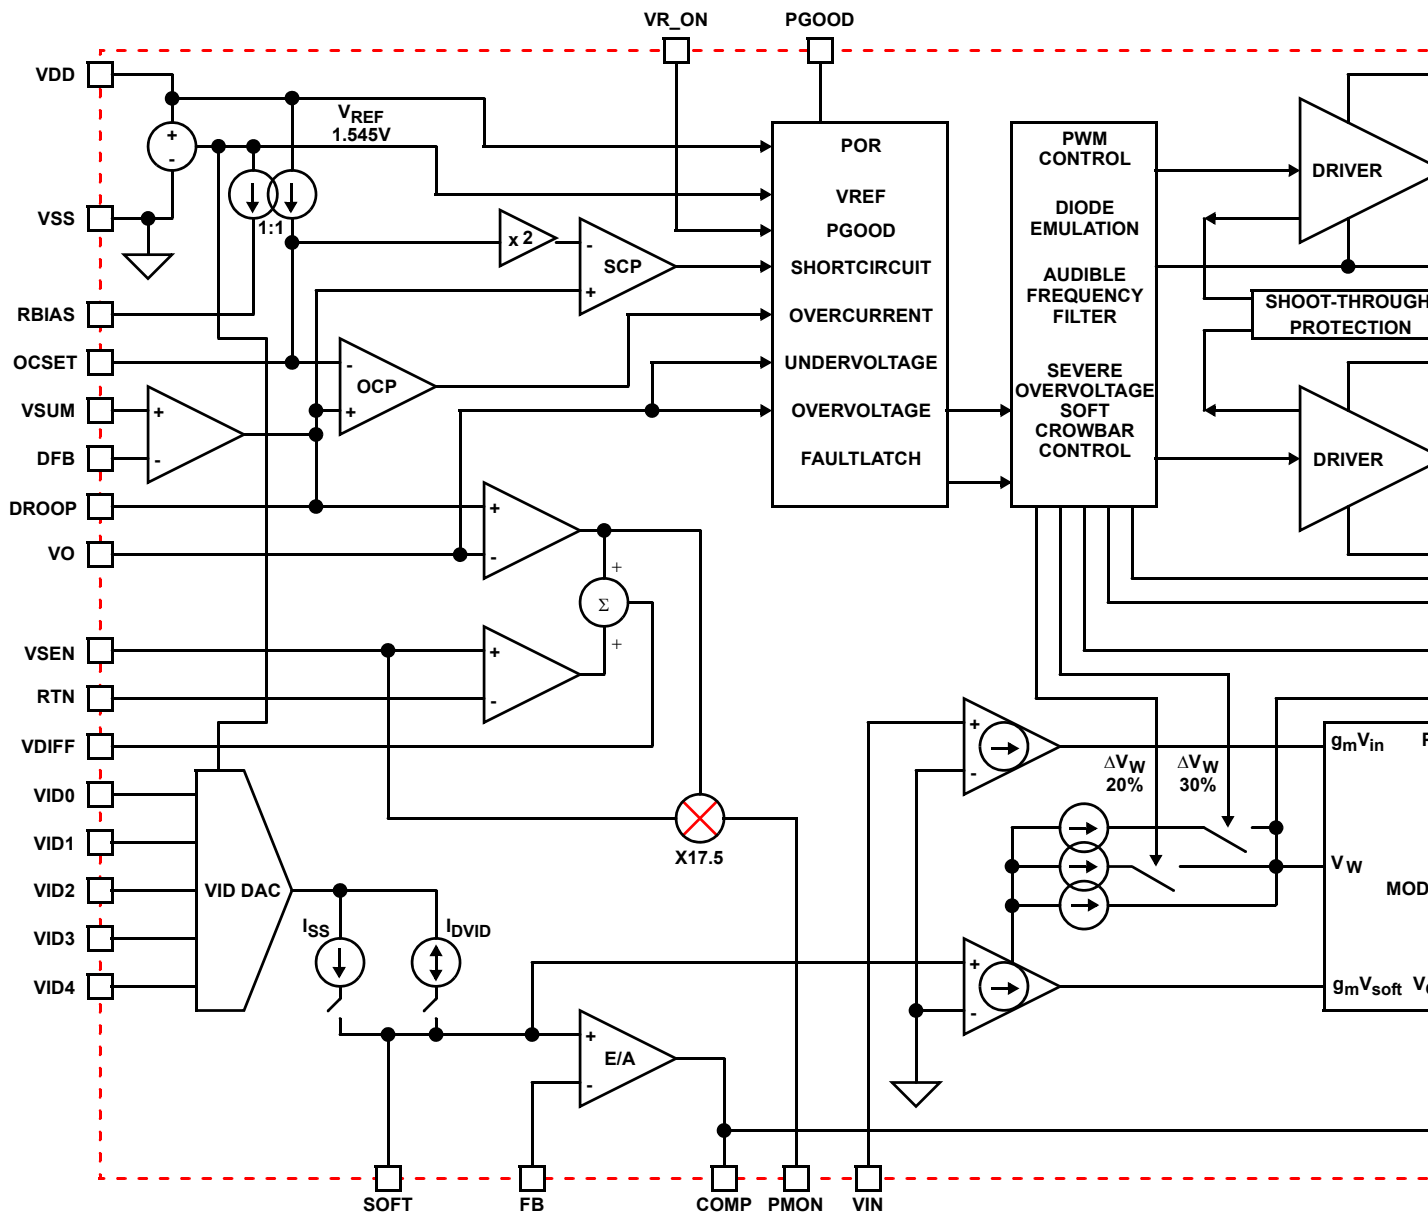 VR_ON
PGOOD
VDD
VREF
1.545V
+
-
POR
VREF
PGOOD
SHORTCIRCUIT
OVERCURRENT
UNDERVOLTAGE
OVERVOLTAGE
FAULTLATCH
PWM
CONTROL
DIODE
EMULATION
AUDIBLE
FREQUENCY
FILTER
SEVERE
OVERVOLTAGE
SOFT
CROWBAR
CONTROL
DRIVER
SHOOT-THROUGH
PROTECTION
DRIVER
VSS
1:1
x 2
-
SCP
+
RBIAS
OCSET
-
OCP
+
VSUM
+
DFB
-
DROOP
+
VO
-
+
Σ
+
VSEN
+
RTN
-
VDIFF
VID0
VID1
VID2
VID3
VID4
VID DAC
X17.5
ISS
IDVID
+
E/A
-
+
-
ΔVW
20%
ΔVW
30%
gmVin
VW
MOD
gmVsoft
+
-
SOFT
FB
COMP
PMON
VIN